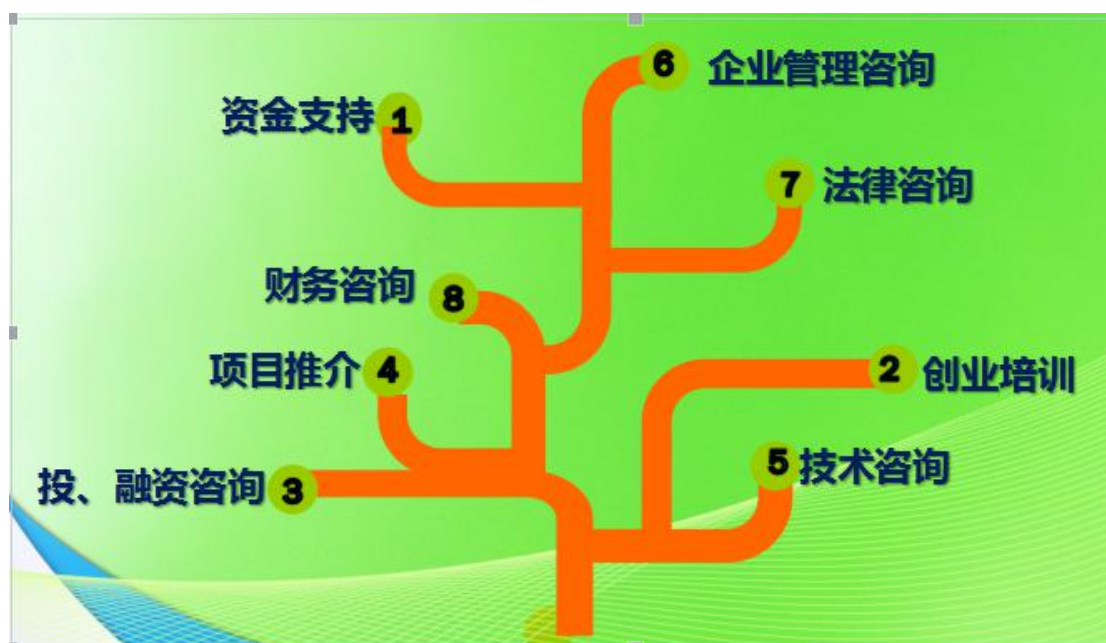 6 企业管理咨询
资金支持 1
7 法律咨询
财务咨询 8
项目推介 4
2 创业培训
5 技术咨询
投、融资咨询 3